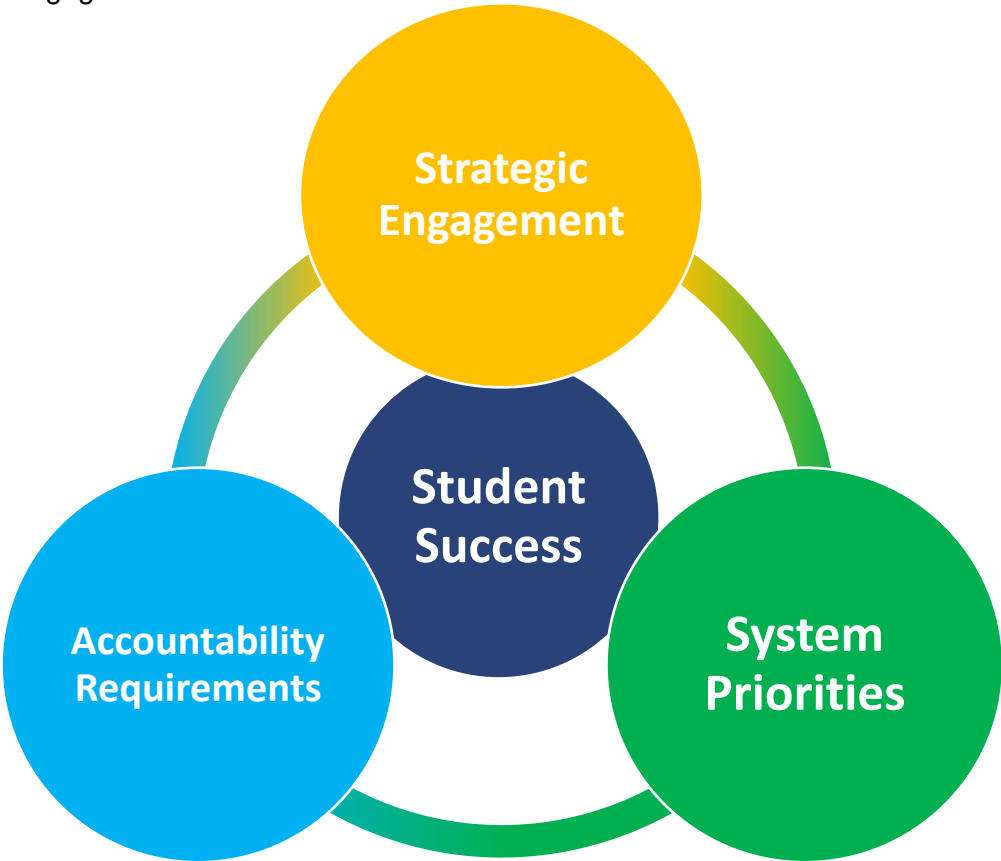 Strategic
Engagement
Student
Success
Accountability
Requirements
System
Priorities